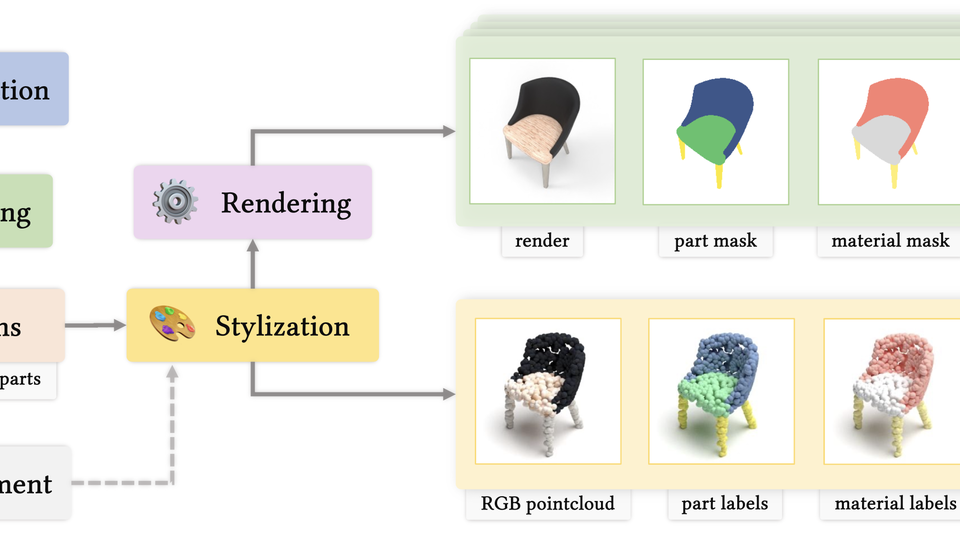 tion
ng
ns
parts
ment
Rendering
Stylization
render
part mask
material mask
RGB pointcloud
part labels
material labels